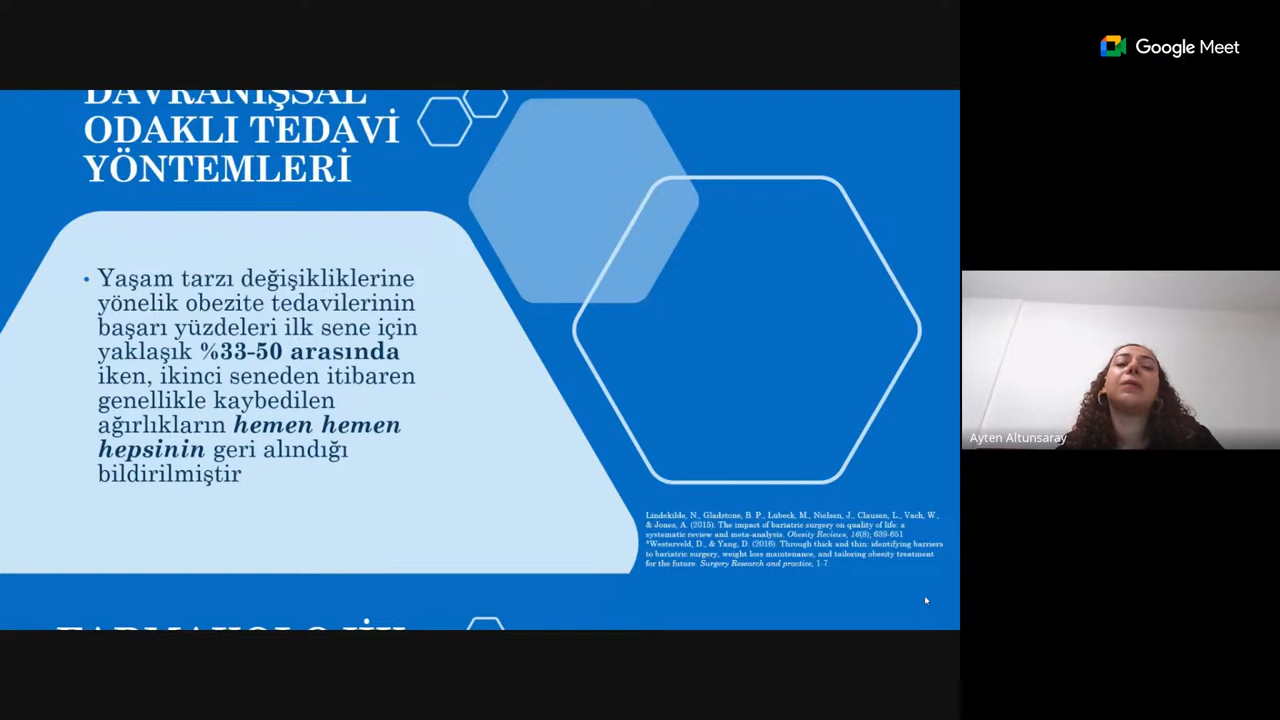 Google Meet
DAVRANIŞSAL
ODAKLI TEDAVİ
YÖNTEMLERİ
• Yaşam tarzı değişikliklerine
yönelik obezite tedavilerinin
başarı yüzdeleri ilk sene için
yaklaşık %33-50 arasında
iken, ikinci seneden itibaren
genellikle kaybedilen
ağırlıkların hemen hemen
hepsinin geri alındığı
bildirilmiştir
Lindekilde, N., Gladstone, B. P., Lübeck, M., Nielsen, J., Clausen, L., Vach, W.,
& Jones, A. (2015). The impact of bariatric surgery on quality of life: a
systematic review and meta-analysis. Obesity Reviews, 16(8); 639-651
*Westerveld, D., & Yang, D. (2016). Through thick and thin: identifying barriers
to bariatric surgery, weight loss maintenance, and tailoring obesity treatment
for the future. Surgery Research and practice, 1-7.
FARMAKOLOJİK
Ayten Altunsaray